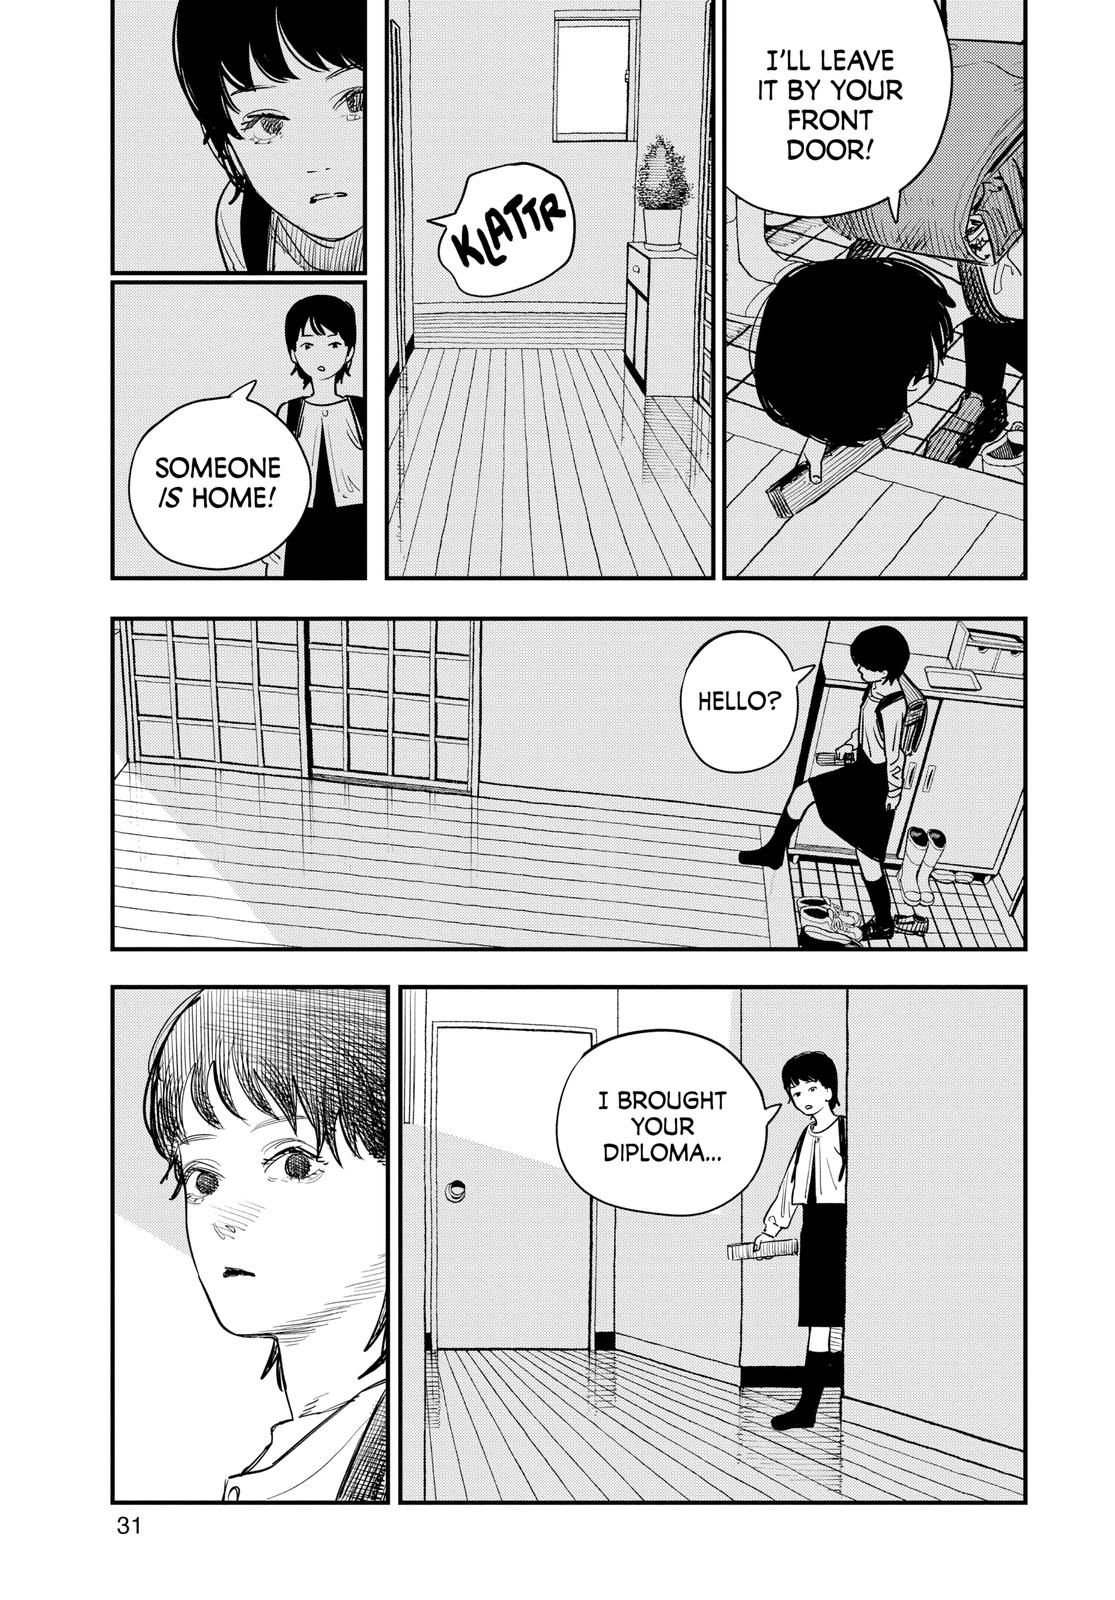 I'LL LEAVE
IT BY YOUR
FRONT
DOOR!
KLATTR
SOMEONE
IS HOME!
HELLO?
I BROUGHT
YOUR
DIPLOMA...
31